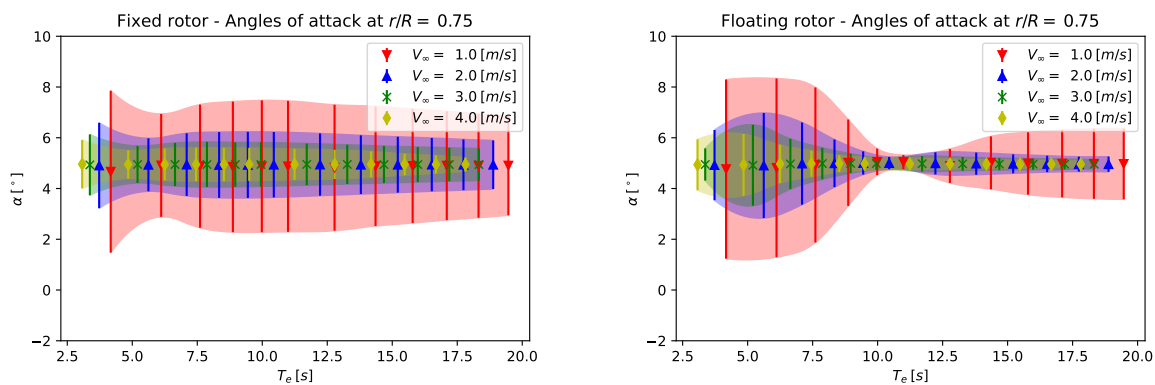 Fixed rotor - Angles of attack at r/R = 0.75
10
8
6
4
2
0
−2
α [°]
V∞ = 1.0 [m/s]
V∞ = 2.0 [m/s]
V∞ = 3.0 [m/s]
V∞ = 4.0 [m/s]
2.5 5.0 7.5 10.0 12.5 15.0 17.5 20.0
Te [s]
Floating rotor - Angles of attack at r/R = 0.75
10
8
6
4
2
0
−2
α [°]
V∞ = 1.0 [m/s]
V∞ = 2.0 [m/s]
V∞ = 3.0 [m/s]
V∞ = 4.0 [m/s]
2.5 5.0 7.5 10.0 12.5 15.0 17.5 20.0
Te [s]